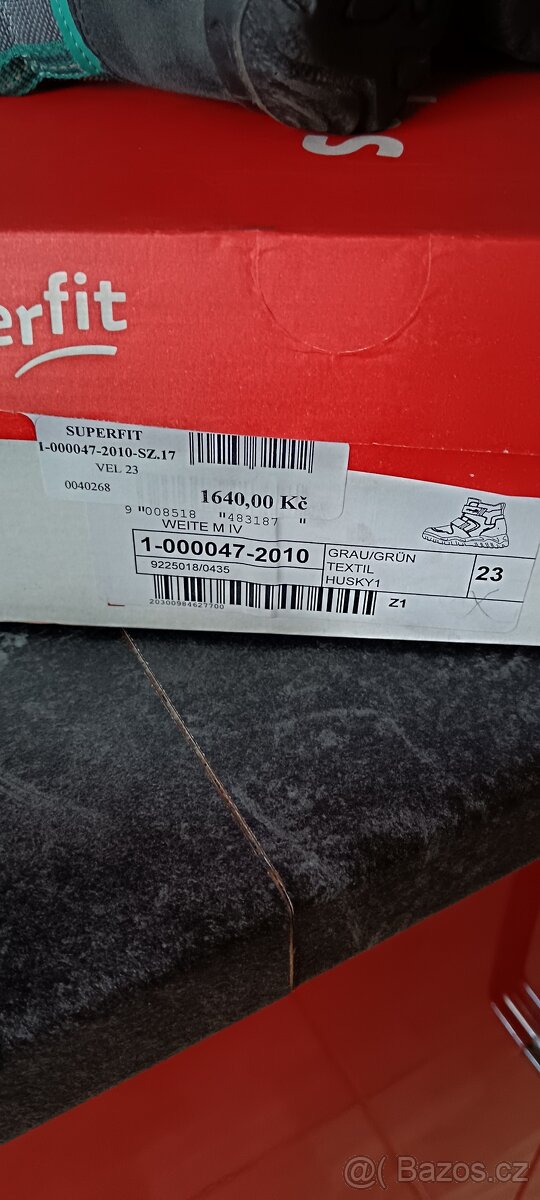 erfit
SUPERFIT
1-000047-2010-SZ.17
VEL 23
0040268
1640,00 Kč
9 "008518 "483187 "
WEITE M IV
1-000047-2010
9225018/0435
GRAU/GRÜN
TEXTIL
HUSKY1
23
20300984627700
Z1
@( Bazos.cz